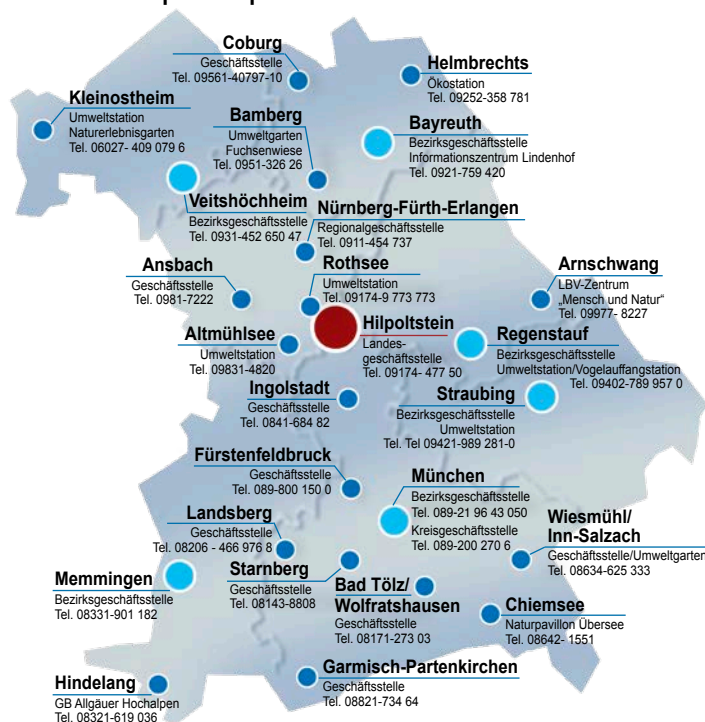 Coburg
Geschäftsstelle
Tel. 09561-40797-10
Helmbrechts
Ökostation
Tel. 09252-358 781
Kleinostheim
Umweltstation
Naturerlebnisgarten
Tel. 06027- 409 079 6
Bamberg
Umweltgarten
Fuchsenwiese
Tel. 0951-326 26
Bayreuth
Bezirksgeschäftsstelle
Informationszentrum Lindenhof
Tel. 0921-759 420
Veitshöchheim
Bezirksgeschäftsstelle
Tel. 0931-452 650 47
Nürnberg-Fürth-Erlangen
Regionalgeschäftsstelle
Tel. 0911-454 737
Ansbach
Geschäftsstelle
Tel. 0981-7222
Rothsee
Umweltstation
Tel. 09174-9 773 773
Arnschwang
LBV-Zentrum
„Mensch und Natur“
Tel. 09977- 8227
Altmühlsee
Umweltstation
Tel. 09831-4820
Hilpoltstein
Landes-
geschäftsstelle
Tel. 09174- 477 50
Regenstauf
Bezirksgeschäftsstelle
Umweltstation/Vogelauffangstation
Tel. 09402-789 957 0
Ingolstadt
Geschäftsstelle
Tel. 0841-684 82
Straubing
Bezirksgeschäftsstelle
Umweltstation
Tel. Tel 09421-989 281-0
Fürstenfeldbruck
Geschäftsstelle
Tel. 089-800 150 0
München
Bezirksgeschäftsstelle
Tel. 089-21 96 43 050
Kreisgeschäftsstelle
Tel. 089-200 270 6
Landsberg
Geschäftsstelle
Tel. 08206 - 466 976 8
Wiesmühl/
Inn-Salzach
Geschäftsstelle/Umweltgarten
Tel. 08634-625 333
Memmingen
Bezirksgeschäftsstelle
Tel. 08331-901 182
Starnberg
Geschäftsstelle
Tel. 08143-8808
Bad Tölz/
Wolfratshausen
Geschäftsstelle
Tel. 08171-273 03
Chiemsee
Naturpavillon Übersee
Tel. 08642- 1551
Hindelang
GB Allgäuer Hochalpen
Tel. 08321-619 036
Garmisch-Partenkirchen
Geschäftsstelle
Tel. 08821-734 64